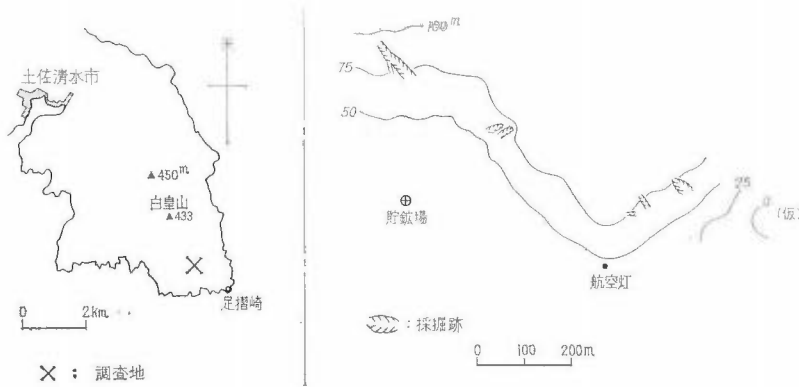 土佐清水市
▲450m
白皇山
▲433
足摺崎
0 2km
× : 調査地
100m
75
50
⊕
貯鉱場
航空灯
25
0
(仮)
: 採掘跡
0 100 200m